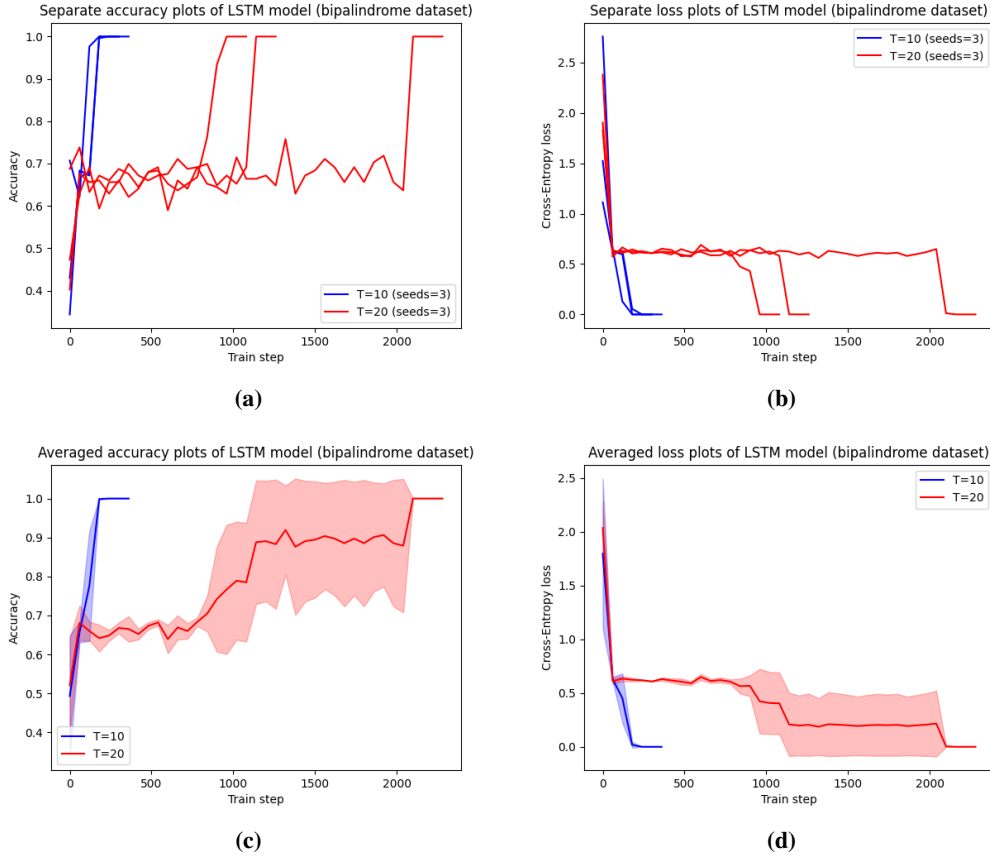 Separate accuracy plots of LSTM model (bipalindrome dataset)
1.0
0.9
0.8
0.7
0.6
0.5
0.4
Accuracy
T=10 (seeds=3)
T=20 (seeds=3)
0
500
1000
1500
2000
Train step
(a)
Separate loss plots of LSTM model (bipalindrome dataset)
2.5
2.0
1.5
1.0
0.5
0.0
Cross-Entropy loss
T=10 (seeds=3)
T=20 (seeds=3)
0
500
1000
1500
2000
Train step
(b)
Averaged accuracy plots of LSTM model (bipalindrome dataset)
1.0
0.9
0.8
0.7
0.6
0.5
0.4
Accuracy
T=10
T=20
0
500
1000
1500
2000
Train step
(c)
Averaged loss plots of LSTM model (bipalindrome dataset)
2.5
2.0
1.5
1.0
0.5
0.0
Cross-Entropy loss
T=10
T=20
0
500
1000
1500
2000
Train step
(d)